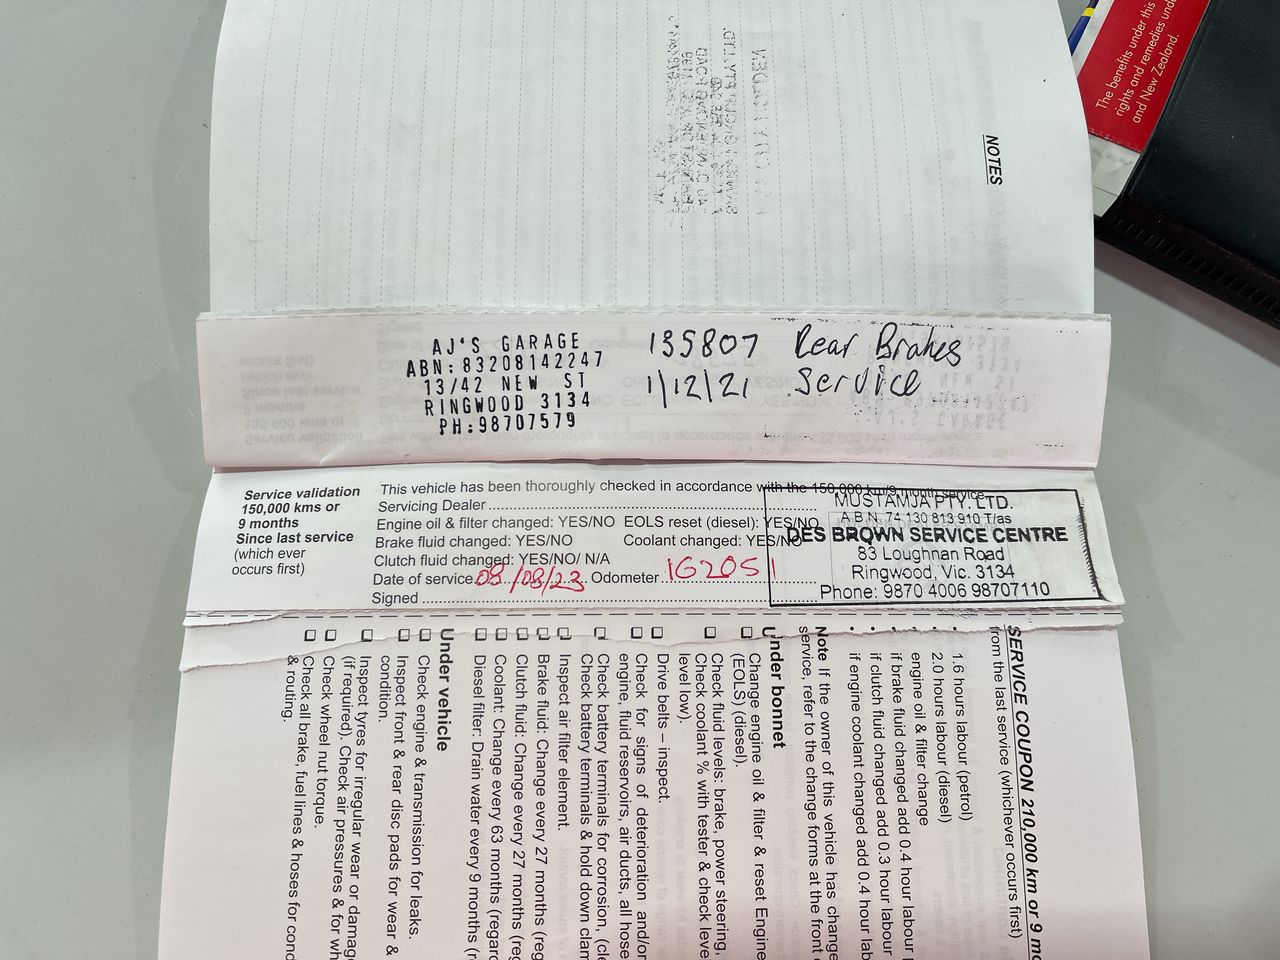 The benefits under this
rights and remedies und
and New Zealand.
NOTES
AJ'S GARAGE
ABN: 83208142247
13/42 NEW ST
RINGWOOD 3134
PH:98707579
135807 Rear Brakes
1/12/21 Service
Service validation
150,000 kms or
9 months
Since last service
(which ever
occurs first)
This vehicle has been thoroughly checked in accordance with the 150,000 km/9 month service.
Servicing Dealer
Engine oil & filter changed: YES/NO EOLS reset (diesel): YES/NO
Brake fluid changed: YES/NO Coolant changed: YES/NO
Clutch fluid changed: YES/NO/ N/A
Date of service 08/08/23 Odometer 162051
Signed
MUSTAMJA PTY. LTD.
A.B.N. 74 130 813 910 T/as
DES BROWN SERVICE CENTRE
83 Loughnan Road
Ringwood, Vic. 3134
Phone: 9870 4006 98707110
SERVICE COUPON 210,000 km or 9 mo
from the last service (whichever occurs first)
• 1.6 hours labour (petrol)
• 2.0 hours labour (diesel)
engine oil & filter change
• if brake fluid changed add 0.4 hour labour
• if clutch fluid changed add 0.3 hour labour
• if engine coolant changed add 0.4 hour lab
Note If the owner of this vehicle has change
service, refer to the change forms at the front
Under bonnet
Change engine oil & filter & reset Engine
(EOLS) (diesel).
Check fluid levels: brake, power steering,
Check coolant % with tester & check leve
level low).
Drive belts – inspect.
Check for signs of deterioration and/or
engine, fluid reservoirs, air ducts, all hose
Check battery terminals for corrosion, (cle
Check battery terminals & hold down clam
Inspect air filter element.
Brake fluid: Change every 27 months (reg
Clutch fluid: Change every 27 months (reg
Coolant: Change every 63 months (regard
Diesel filter: Drain water every 9 months (r
Under vehicle
Check engine & transmission for leaks.
Inspect front & rear disc pads for wear &
condition.
Inspect tyres for irregular wear or damage
(if required). Check air pressures & for wh
Check wheel nut torque.
Check all brake, fuel lines & hoses for cond
& routing.